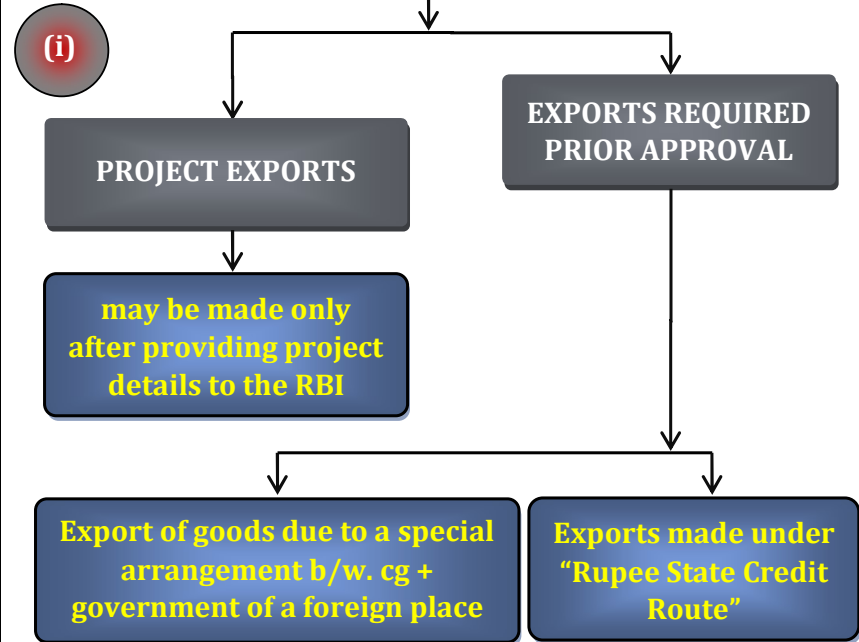 (i)
PROJECT EXPORTS
EXPORTS REQUIRED
PRIOR APPROVAL
may be made only
after providing project
details to the RBI
Export of goods due to a special
arrangement b/w. cg +
government of a foreign place
Exports made under
“Rupee State Credit
Route”